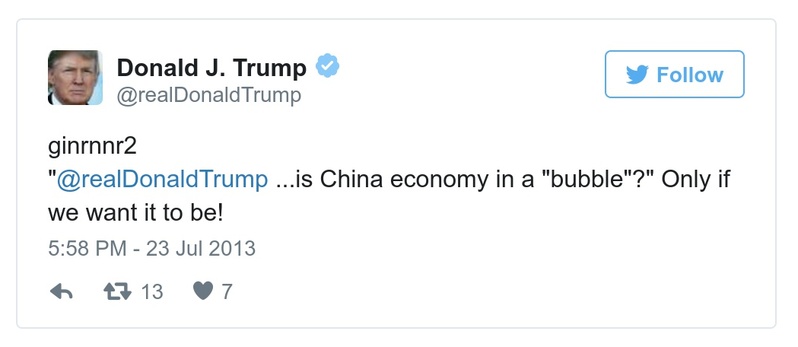 Donald J. Trump
@realDonaldTrump
Follow
ginrnnr2
"@realDonaldTrump ...is China economy in a "bubble"?" Only if
we want it to be!
5:58 PM - 23 Jul 2013
13 7